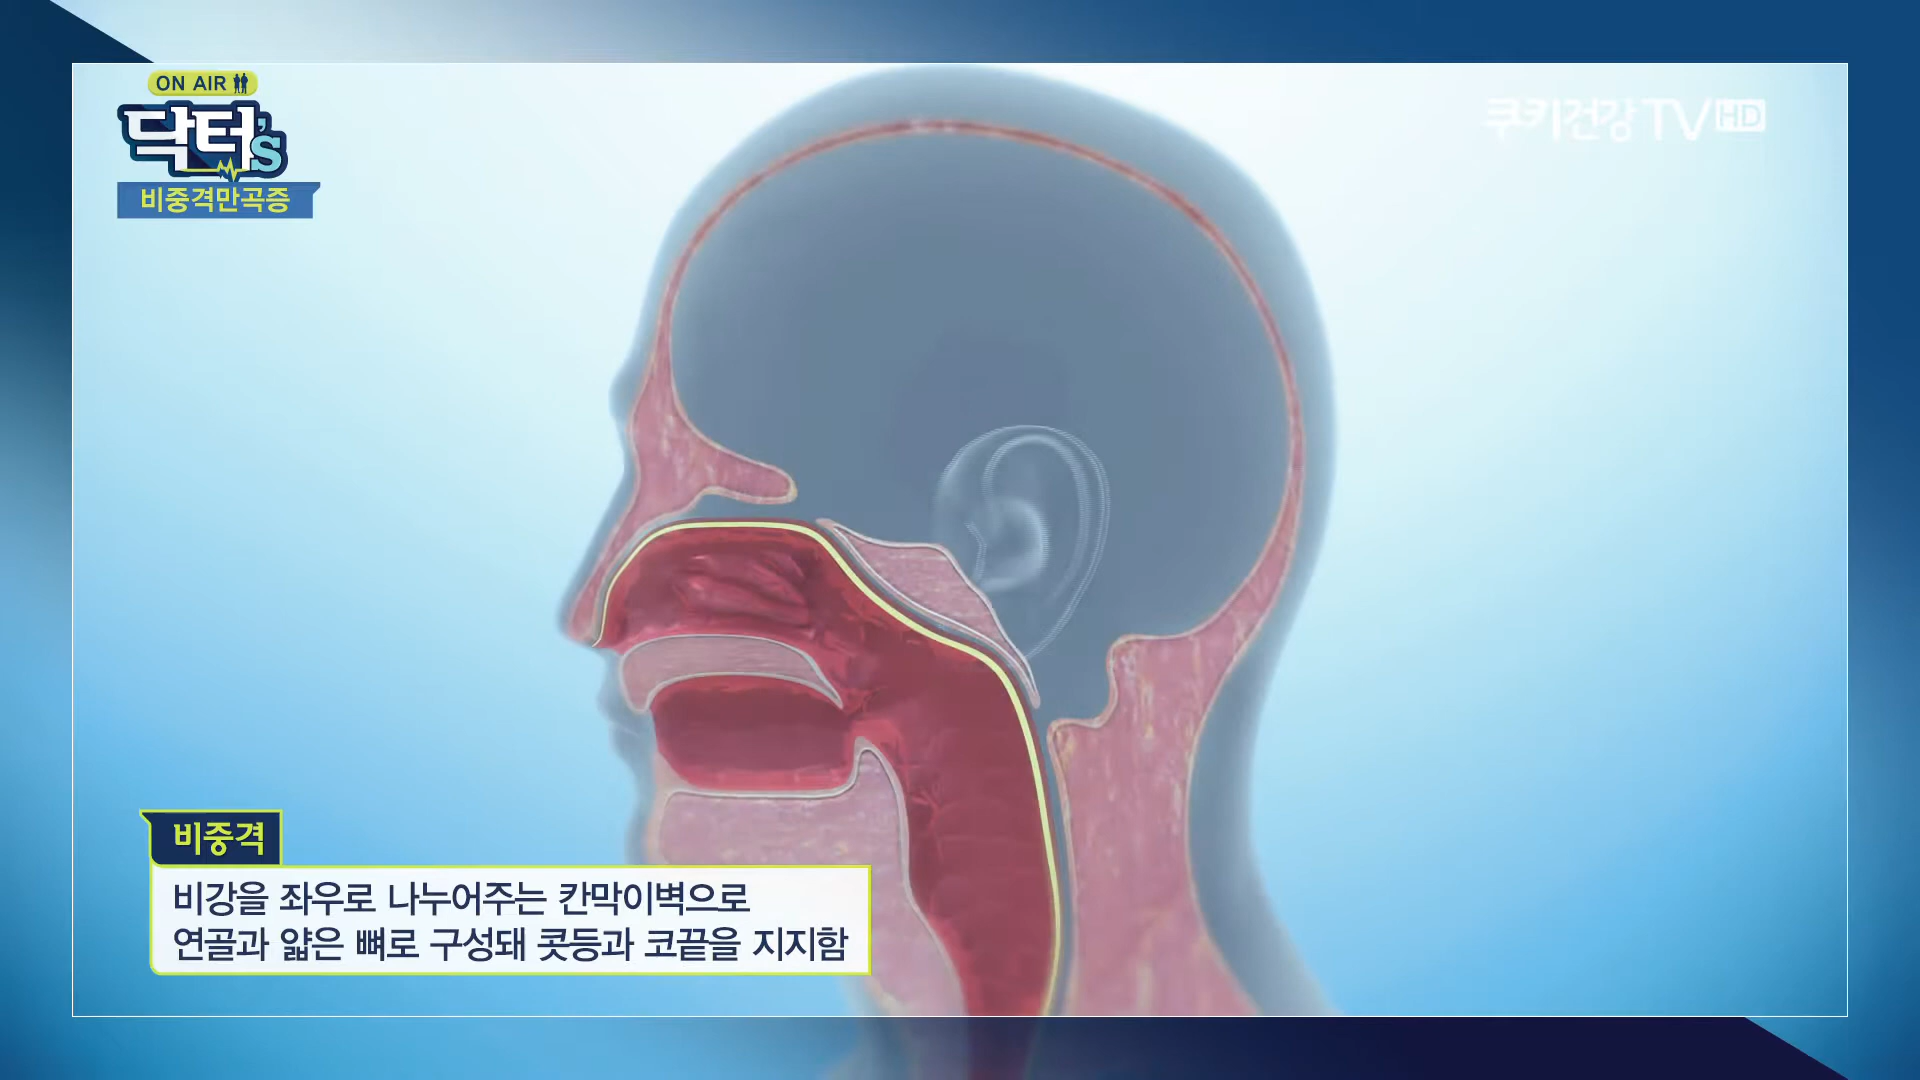 ON AIR
닥터's
비중격만곡증
쿠키건강TV HD
비중격
비강을 좌우로 나누어주는 칸막이벽으로
연골과 얇은 뼈로 구성돼 콧등과 코끝을 지지함